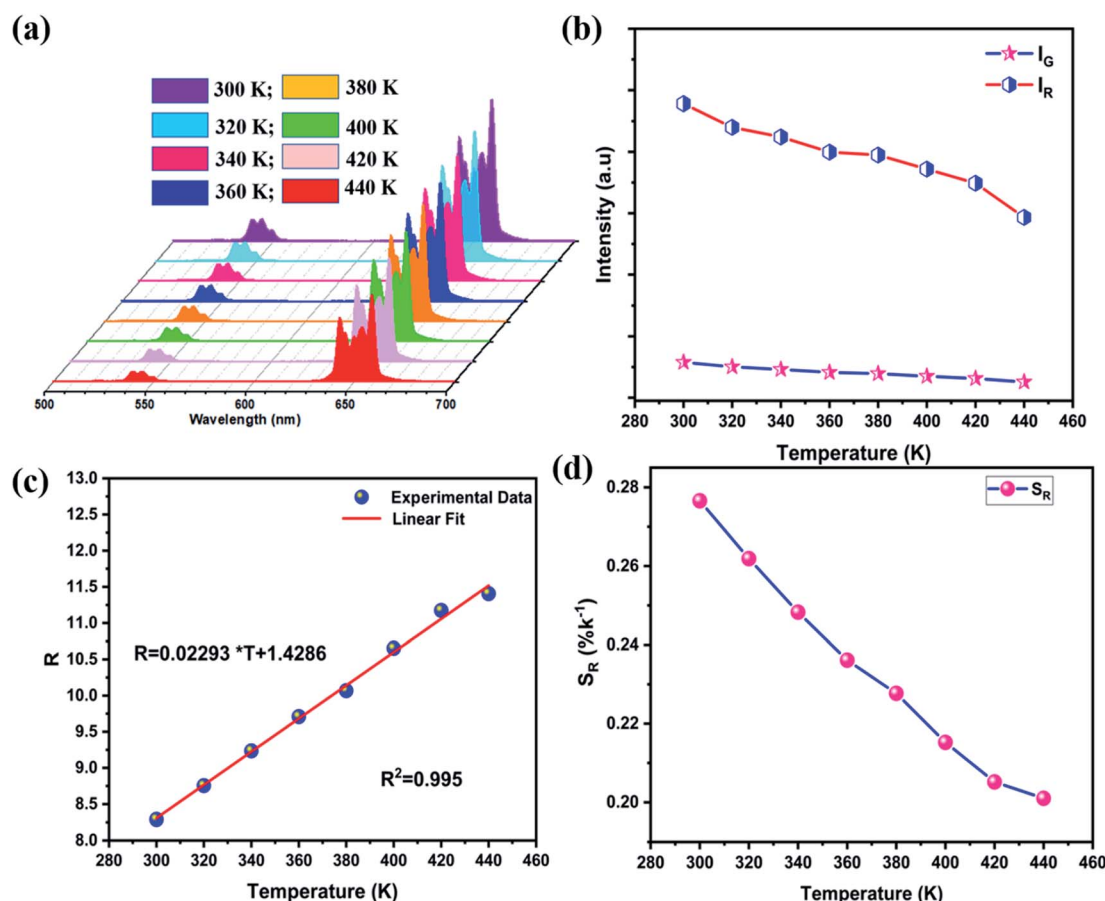 (a)
300 K; 380 K
320 K; 400 K
340 K; 420 K
360 K; 440 K
500 550 600 650 700
Wavelength (nm)
(b)
I_G
I_R
Intensity (a.u)
280 300 320 340 360 380 400 420 440 460
Temperature (K)
(c)
13.0
12.5
12.0
11.5
11.0
10.5
10.0
9.5
9.0
8.5
8.0
R
Experimental Data
Linear Fit
R=0.02293 *T+1.4286
R²=0.995
280 300 320 340 360 380 400 420 440 460
Temperature (K)
(d)
S_R
0.28
0.26
0.24
0.22
0.20
S_R (%k⁻¹)
280 300 320 340 360 380 400 420 440 460
Temperature (K)